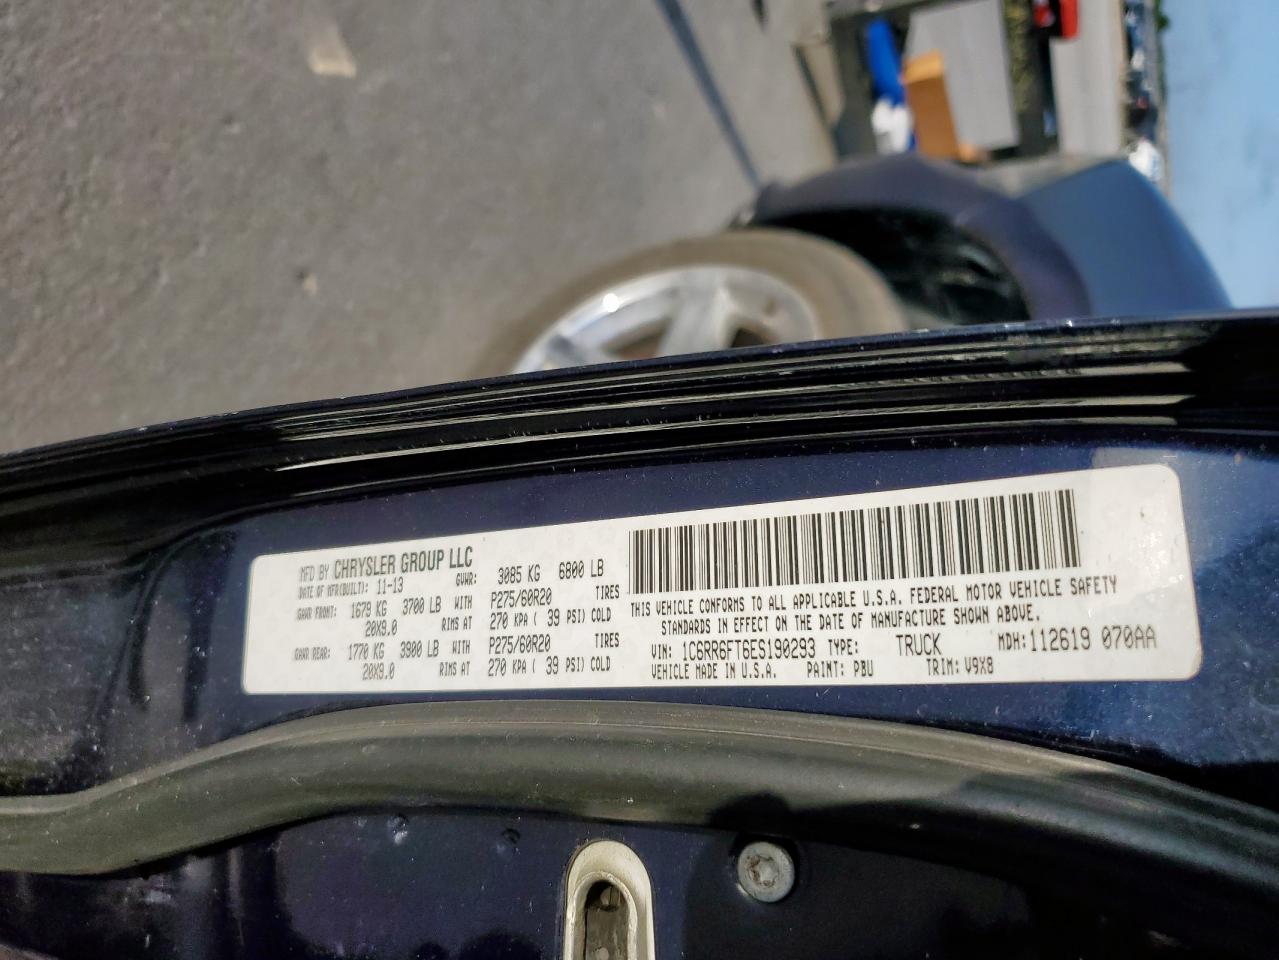 MFD BY CHRYSLER GROUP LLC
DATE OF MFR(BUILT): 11-13 GVWR: 3085 KG 6800 LB
GAWR FRONT: 1679 KG 3700 LB WITH P275/60R20 TIRES
20X9.0 RIMS AT 270 KPA ( 39 PSI) COLD
GAWR REAR: 1770 KG 3900 LB WITH P275/60R20 TIRES
20X9.0 RIMS AT 270 KPA ( 39 PSI) COLD
THIS VEHICLE CONFORMS TO ALL APPLICABLE U.S.A. FEDERAL MOTOR VEHICLE SAFETY
STANDARDS IN EFFECT ON THE DATE OF MANUFACTURE SHOWN ABOVE.
VIN: 1C6RR6FT6ES190293 TYPE: TRUCK MDH:112619 070AA
VEHICLE MADE IN U.S.A. PAINT: PBU TRIM: V9X8